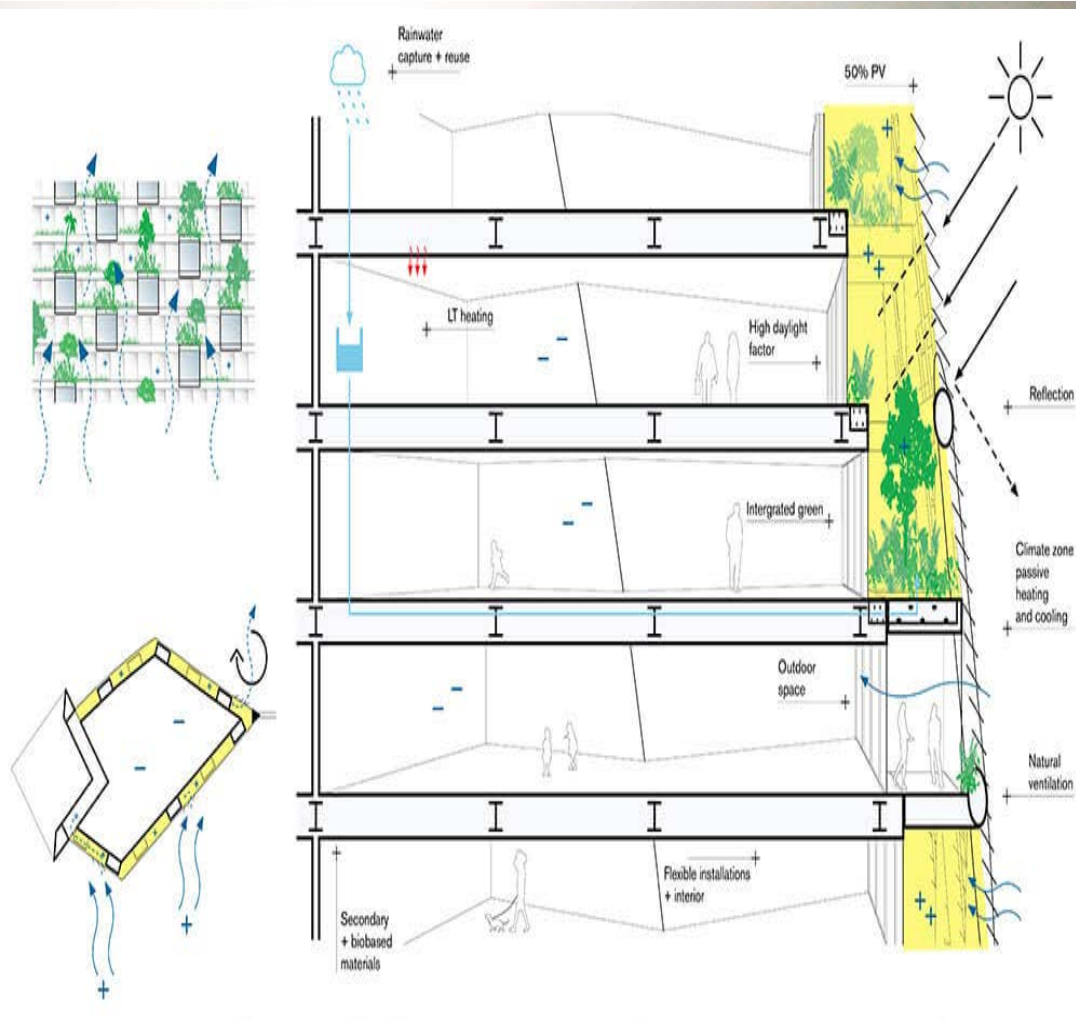 Rainwater
capture + reuse
50% PV
LT heating
High daylight
factor
Reflection
Intergrated green
Climate zone
passive
heating
and cooling
Outdoor
space
Natural
ventilation
Flexible installations
+ interior
Secondary
+ biobased
materials